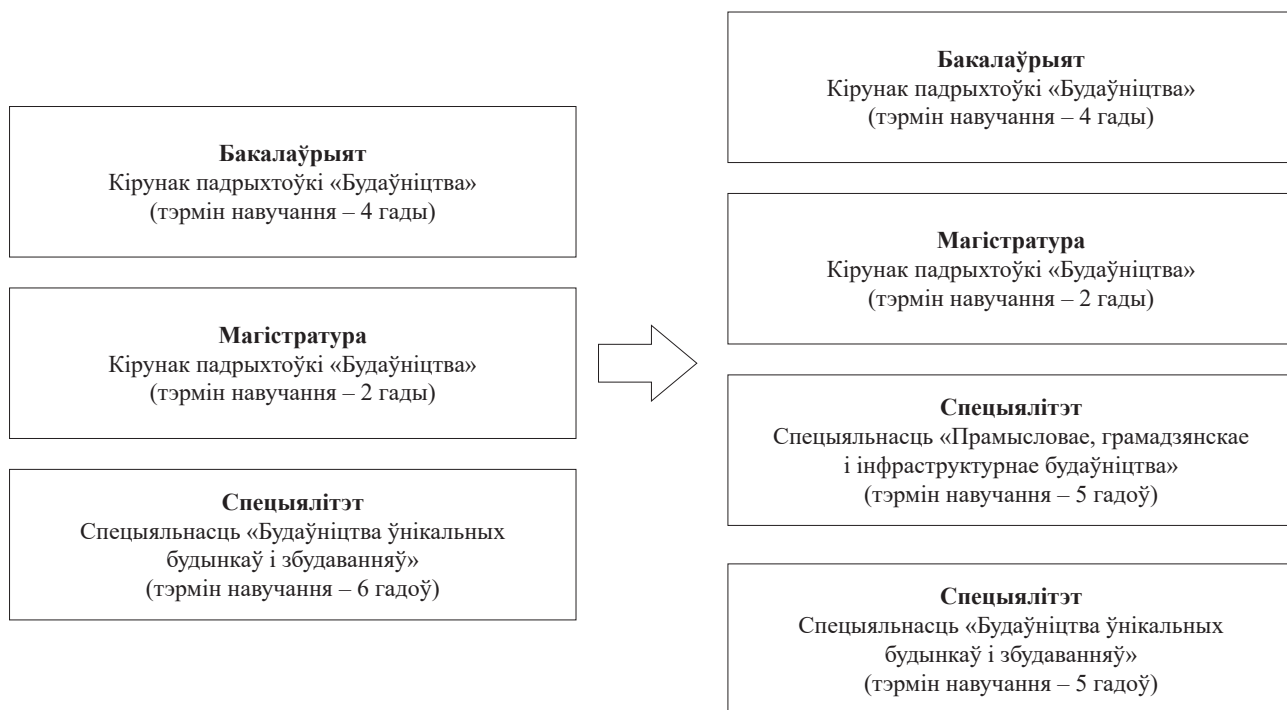 Бакалаўрыят
Кірунак падрыхтоўкі «Будаўніцтва»
(тэрмін навучання – 4 гады)
Магістратура
Кірунак падрыхтоўкі «Будаўніцтва»
(тэрмін навучання – 2 гады)
Спецыялітэт
Спецыяльнасць «Будаўніцтва ўнікальных
будынкаў і збудаванняў»
(тэрмін навучання – 6 гадоў)
Бакалаўрыят
Кірунак падрыхтоўкі «Будаўніцтва»
(тэрмін навучання – 4 гады)
Магістратура
Кірунак падрыхтоўкі «Будаўніцтва»
(тэрмін навучання – 2 гады)
Спецыялітэт
Спецыяльнасць «Прамысловае, грамадзянскае
і інфраструктурнае будаўніцтва»
(тэрмін навучання – 5 гадоў)
Спецыялітэт
Спецыяльнасць «Будаўніцтва ўнікальных
будынкаў і збудаванняў»
(тэрмін навучання – 5 гадоў)